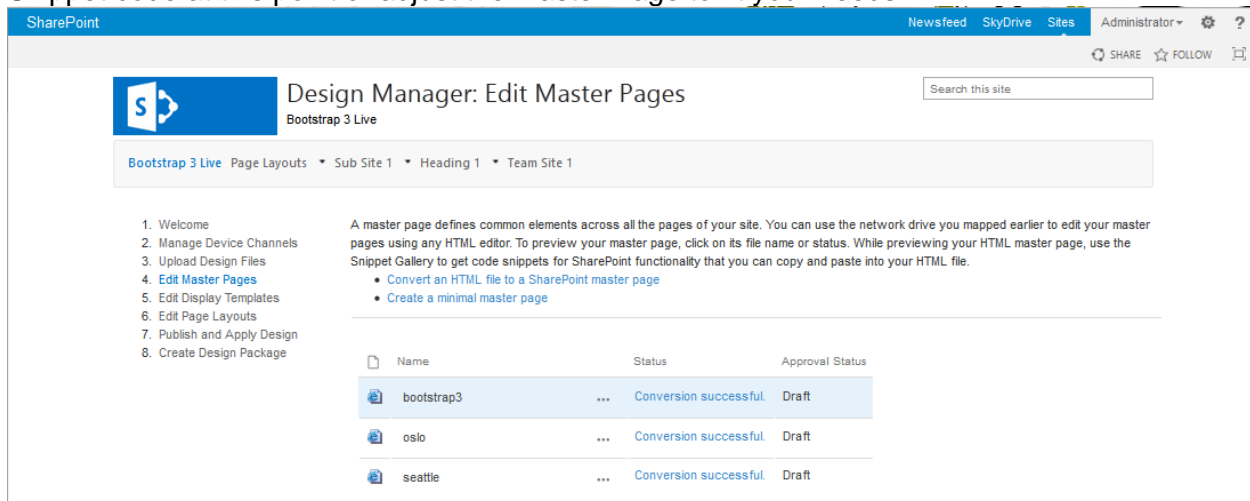 SharePoint Newsfeed SkyDrive Sites Administrator ?
SHARE FOLLOW
S
Design Manager: Edit Master Pages
Search this site
Bootstrap 3 Live
Bootstrap 3 Live Page Layouts Sub Site 1 Heading 1 Team Site 1
1. Welcome
2. Manage Device Channels
3. Upload Design Files
4. Edit Master Pages
5. Edit Display Templates
6. Edit Page Layouts
7. Publish and Apply Design
8. Create Design Package
A master page defines common elements across all the pages of your site. You can use the network drive you mapped earlier to edit your master
pages using any HTML editor. To preview your master page, click on its file name or status. While previewing your HTML master page, use the
Snippet Gallery to get code snippets for SharePoint functionality that you can copy and paste into your HTML file.
• Convert an HTML file to a SharePoint master page
• Create a minimal master page
Name Status Approval Status
bootstrap3 ... Conversion successful. Draft
oslo ... Conversion successful. Draft
seattle ... Conversion successful. Draft